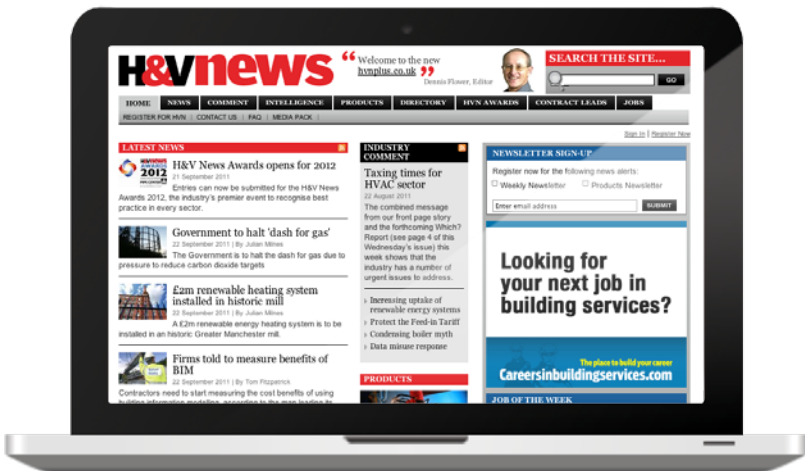 H&Vnews
“ Welcome to the new
hvnplus.co.uk ”
Dennis Flower, Editor
SEARCH THE SITE...
GO
HOME NEWS COMMENT INTELLIGENCE PRODUCTS DIRECTORY HVN AWARDS CONTRACT LEADS JOBS
REGISTER FOR HVN | CONTACT US | FAQ | MEDIA PACK |
Sign In | Register Now
LATEST NEWS
H&V News Awards opens for 2012
21 September 2011
Entries can now be submitted for the H&V News
Awards 2012, the industry's premier event to recognise best
practice in every sector.
H&V NEWS
AWARDS
2012
Government to halt 'dash for gas'
22 September 2011 | By Julian Milnes
The Government is to halt the dash for gas due to
pressure to reduce carbon dioxide targets
£2m renewable heating system
installed in historic mill
22 September 2011 | By Julian Milnes
A £2m renewable energy heating system is to be
installed in an historic Greater Manchester mill.
Firms told to measure benefits of
BIM
22 September 2011 | By Tom Fitzpatrick
Contractors need to start measuring the cost benefits of using
building information modelling, according to the man leading its
INDUSTRY
COMMENT
Taxing times for
HVAC sector
22 August 2011
The combined message
from our front page story
and the forthcoming Which?
Report (see page 4 of this
Wednesday's issue) this
week shows that the
industry has a number of
urgent issues to address.
Increasing uptake of
renewable energy systems
Protect the Feed-in Tariff
Condensing boiler myth
Data misuse response
PRODUCTS
NEWSLETTER SIGN-UP
Register now for the following news alerts:
Weekly Newsletter Products Newsletter
Enter email address SUBMIT
Looking for
your next job in
building services?
The place to build your career
Careersinbuildingservices.com
JOB OF THE WEEK